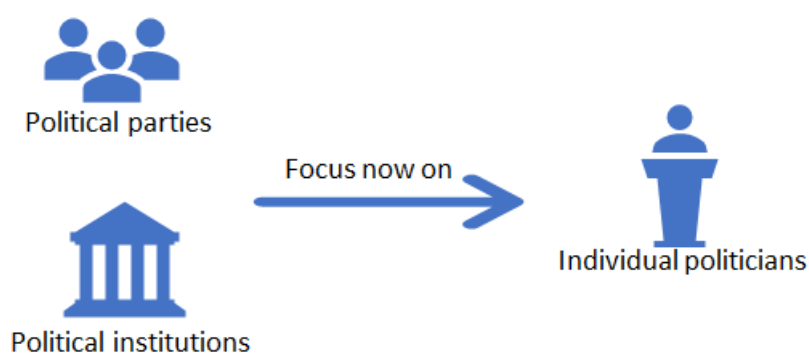 Political parties
Focus now on
Individual politicians
Political institutions